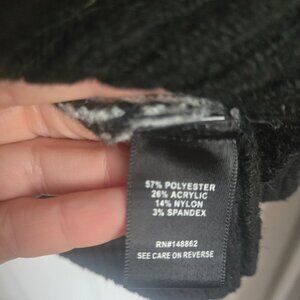 57% POLYESTER
26% ACRYLIC
14% NYLON
3% SPANDEX
RN#148862
SEE CARE ON REVERSE